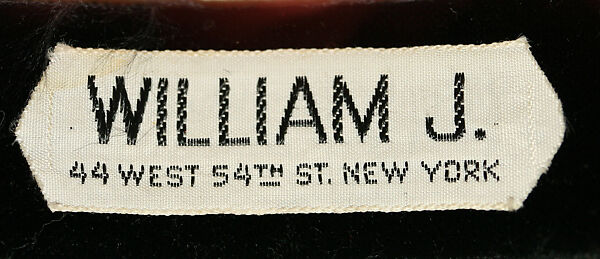 WILLIAM J.
44 WEST 54TH ST. NEW YORK